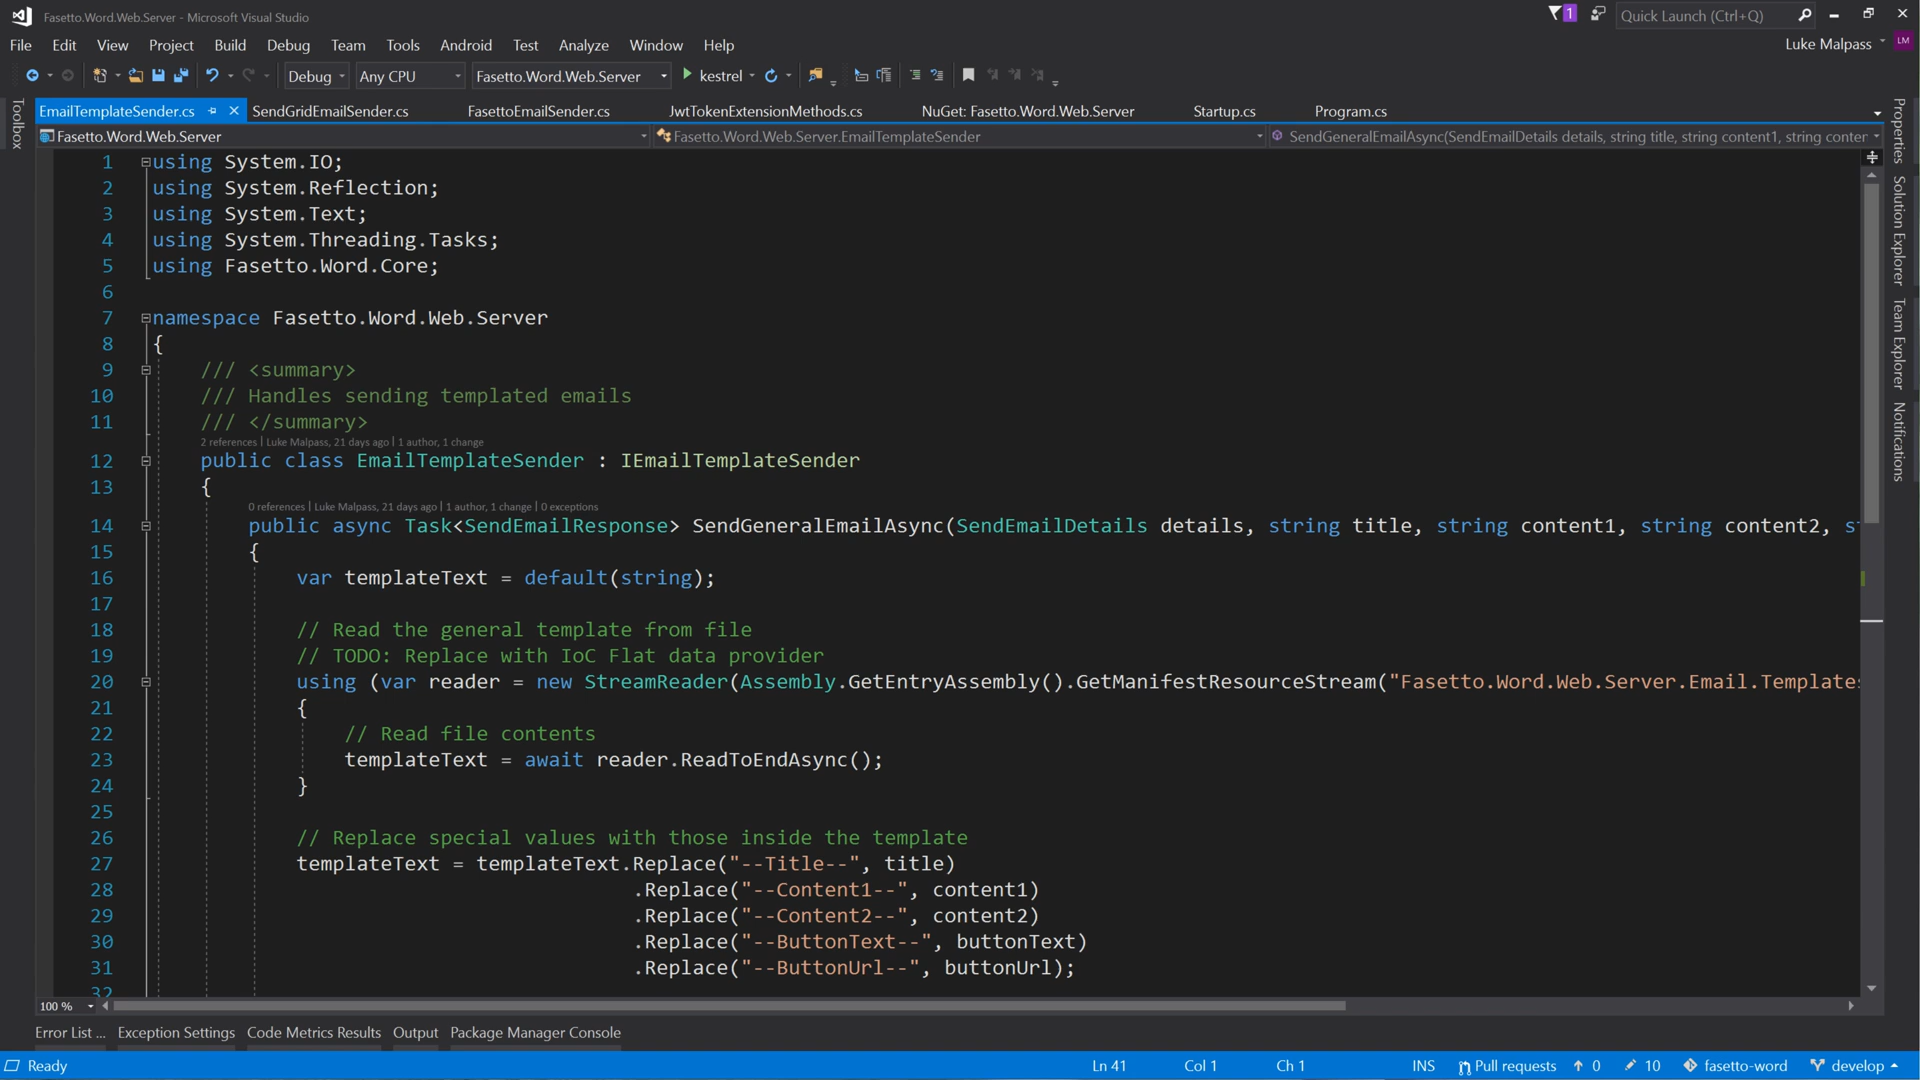 Fasetto.Word.Web.Server - Microsoft Visual Studio
1
Quick Launch (Ctrl+Q)
File Edit View Project Build Debug Team Tools Android Test Analyze Window Help
Luke Malpass
LM
Debug Any CPU Fasetto.Word.Web.Server kestrel
EmailTemplateSender.cs SendGridEmailSender.cs FasettoEmailSender.cs JwtTokenExtensionMethods.cs NuGet: Fasetto.Word.Web.Server Startup.cs Program.cs
Fasetto.Word.Web.Server Fasetto.Word.Web.Server.EmailTemplateSender SendGeneralEmailAsync(SendEmailDetails details, string title, string content1, string conter
Toolbox
Properties
Solution Explorer
Team Explorer
Notifications
1 using System.IO;
2 using System.Reflection;
3 using System.Text;
4 using System.Threading.Tasks;
5 using Fasetto.Word.Core;
6
7 namespace Fasetto.Word.Web.Server
8 {
9 /// <summary>
10 /// Handles sending templated emails
11 /// </summary>
2 references | Luke Malpass, 21 days ago | 1 author, 1 change
12 public class EmailTemplateSender : IEmailTemplateSender
13 {
0 references | Luke Malpass, 21 days ago | 1 author, 1 change | 0 exceptions
14 public async Task<SendEmailResponse> SendGeneralEmailAsync(SendEmailDetails details, string title, string content1, string content2, st
15 {
16 var templateText = default(string);
17
18 // Read the general template from file
19 // TODO: Replace with IoC Flat data provider
20 using (var reader = new StreamReader(Assembly.GetEntryAssembly().GetManifestResourceStream("Fasetto.Word.Web.Server.Email.Templates
21 {
22 // Read file contents
23 templateText = await reader.ReadToEndAsync();
24 }
25
26 // Replace special values with those inside the template
27 templateText = templateText.Replace("--Title--", title)
28 .Replace("--Content1--", content1)
29 .Replace("--Content2--", content2)
30 .Replace("--ButtonText--", buttonText)
31 .Replace("--ButtonUrl--", buttonUrl);
32
100 %
Error List ... Exception Settings Code Metrics Results Output Package Manager Console
Ready Ln 41 Col 1 Ch 1 INS Pull requests 0 10 fasetto-word develop